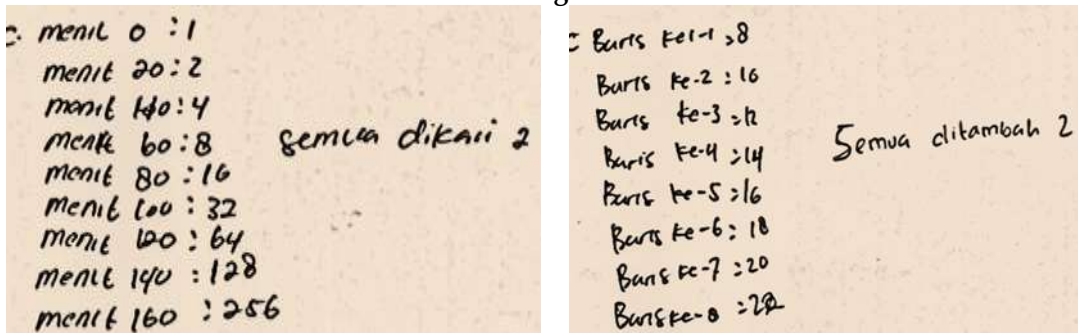 c. menit 0 : 1
menit 20 : 2
menit 40 : 4
menit 60 : 8
menit 80 : 16
menit 100 : 32
menit 120 : 64
menit 140 : 128
menit 160 : 256
semua dikali 2
c Baris ke-1 : 8
Baris ke-2 : 10
Baris ke-3 : 12
Baris ke-4 : 14
Baris ke-5 : 16
Baris ke-6 : 18
Baris ke-7 : 20
Baris ke-8 : 22
Semua ditambah 2